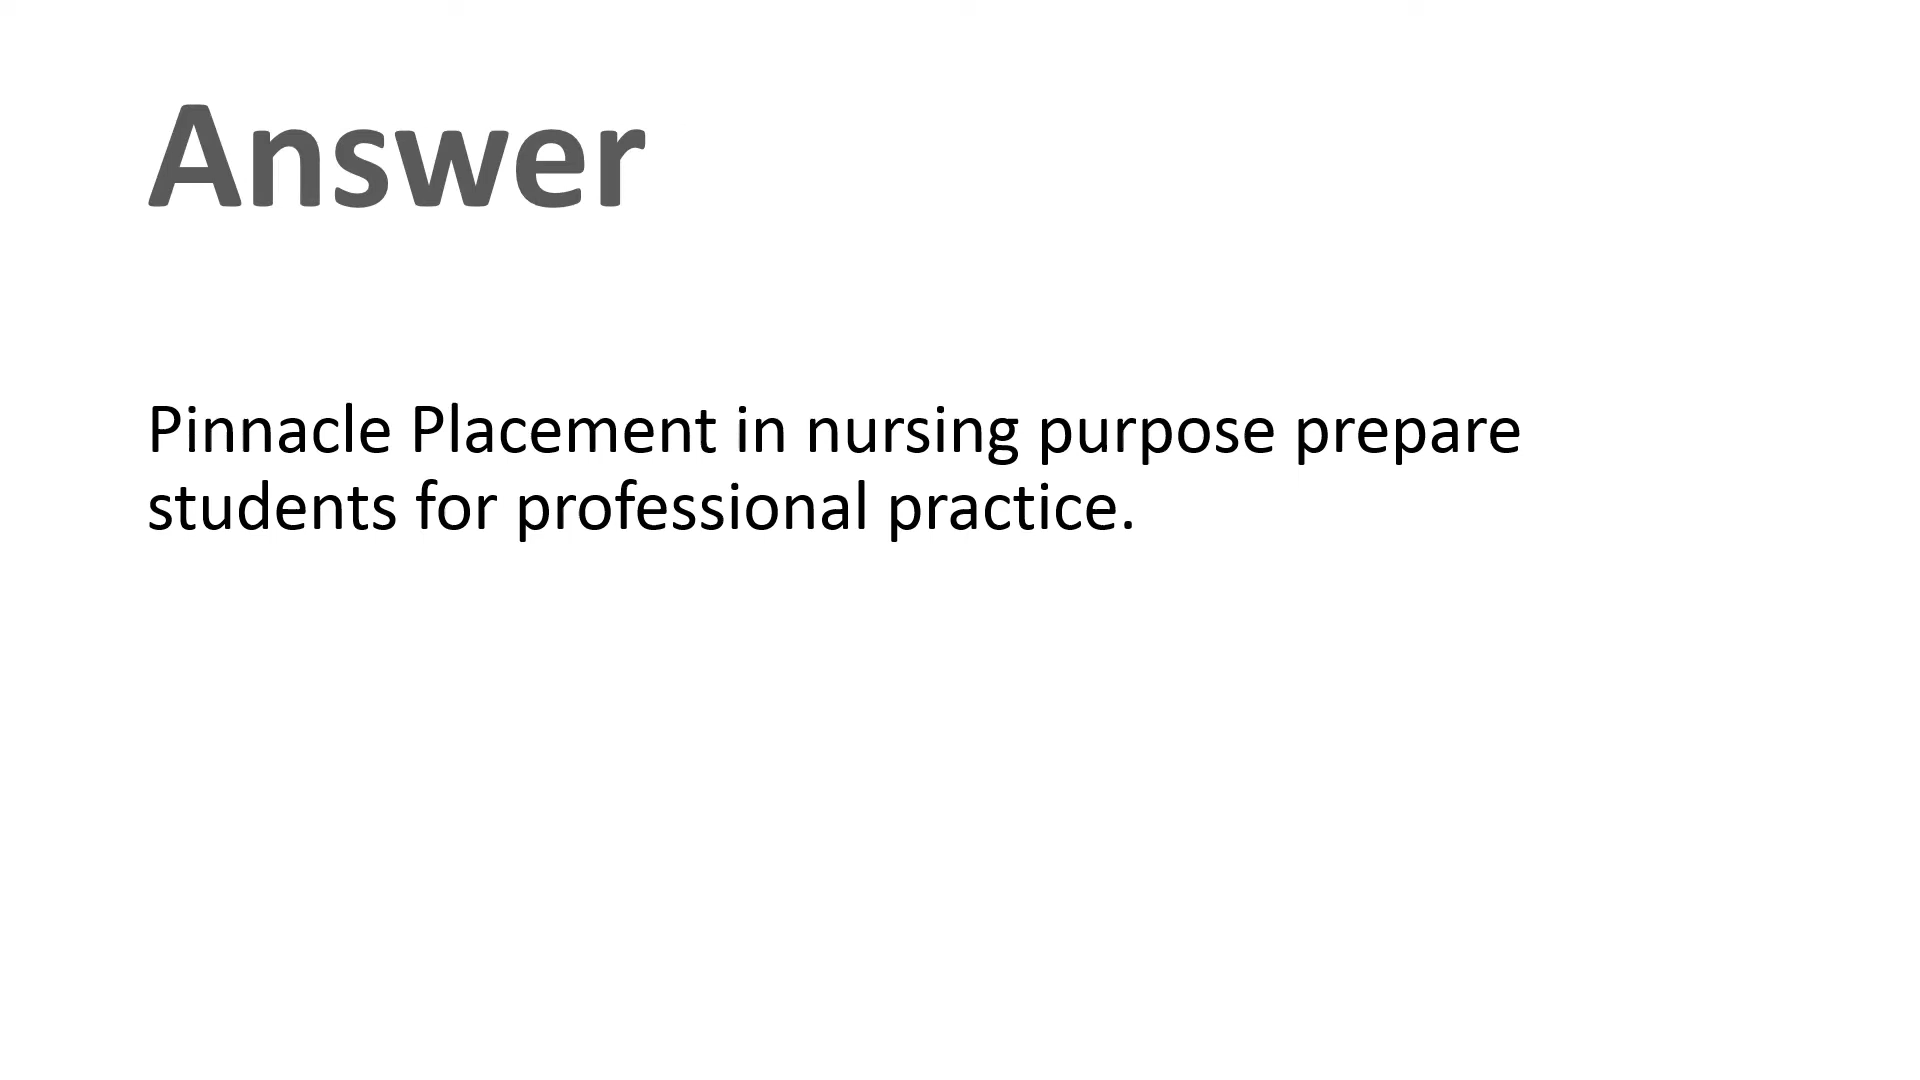 Answer
Pinnacle Placement in nursing purpose prepare
students for professional practice.